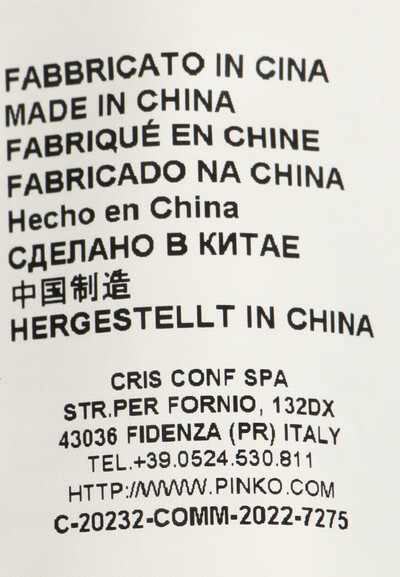 FABBRICATO IN CINA
MADE IN CHINA
FABRIQUÉ EN CHINE
FABRICADO NA CHINA
Hecho en China
СДЕЛАНО В КИТАЕ
中国制造
HERGESTELLT IN CHINA
CRIS CONF SPA
STR.PER FORNIO, 132DX
43036 FIDENZA (PR) ITALY
TEL.+39.0524.530.811
HTTP://WWW.PINKO.COM
C-20232-COMM-2022-7275